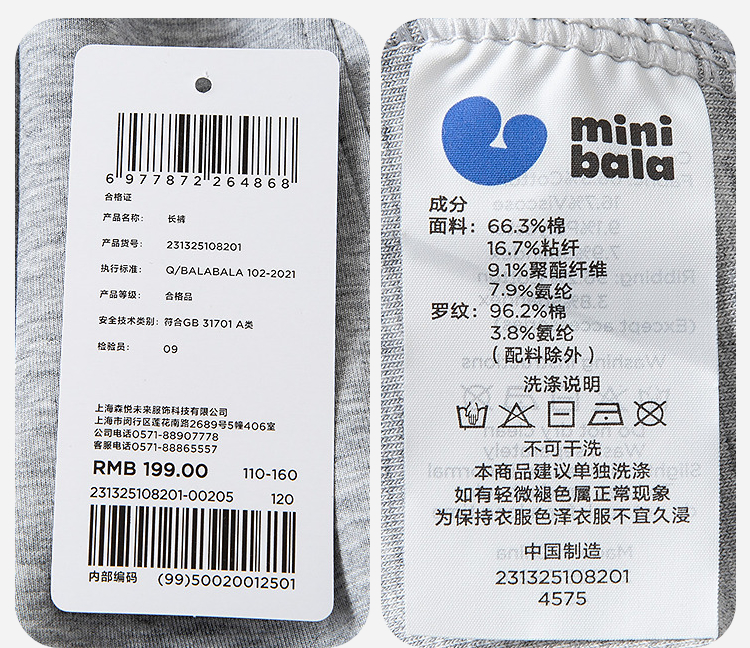 6 977872 264868
合格证
产品名称: 长裤
产品货号: 231325108201
执行标准: Q/BALABALA 102-2021
产品等级: 合格品
安全技术类别: 符合GB 31701 A类
检验员: 09
上海森悦未来服饰科技有限公司
上海市闵行区莲花南路2689号5幢406室
公司电话0571-88907778
客服电话0571-88865557
RMB 199.00 110-160
231325108201-00205 120
内部编码 (99)50020012501
mini
bala
成分
面料: 66.3%棉
16.7%粘纤
9.1%聚酯纤维
7.9%氨纶
罗纹: 96.2%棉
3.8%氨纶
(配料除外)
洗涤说明
不可干洗
本商品建议单独洗涤
如有轻微褪色属正常现象
为保持衣服色泽衣服不宜久浸
中国制造
231325108201
4575